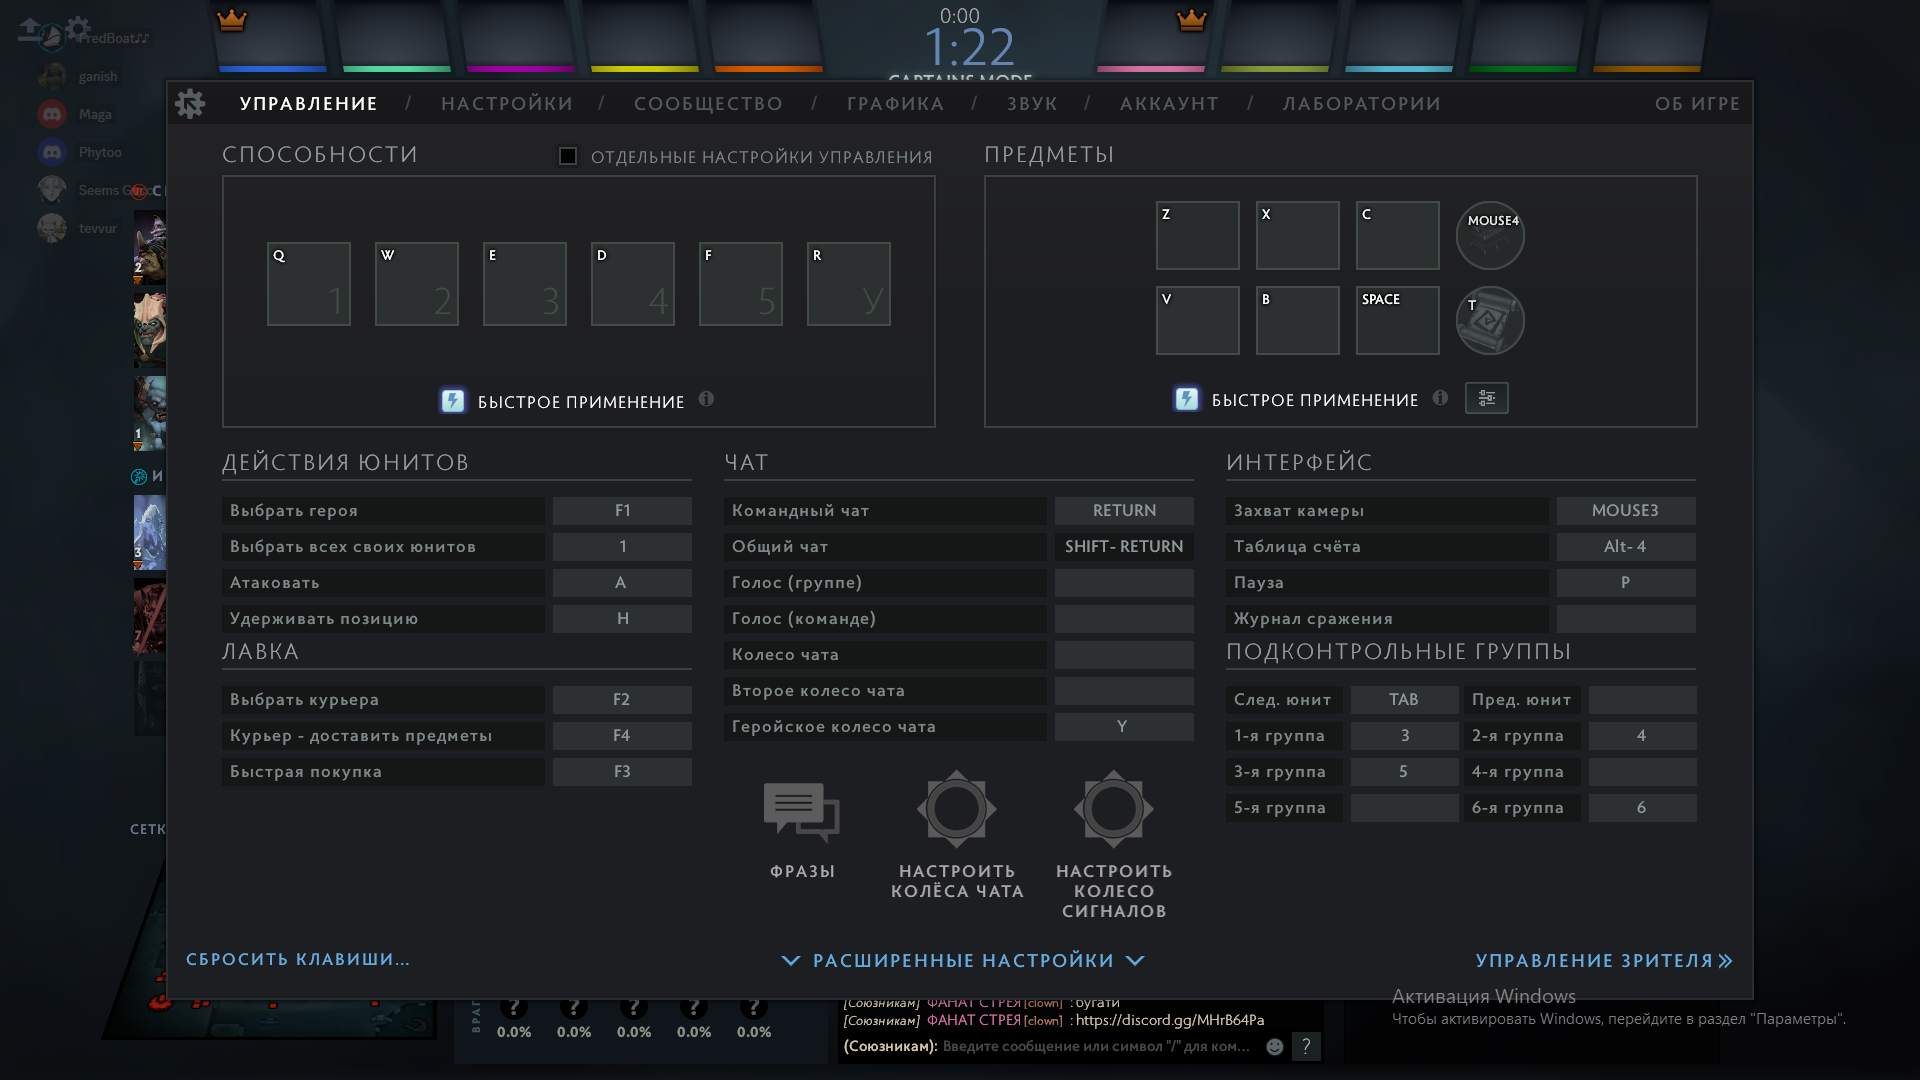 0:00
1:22
CAPTAINS MODE
FredBoat♪♪
ganish
Maga
Phytoo
Seems G
tevvur
УПРАВЛЕНИЕ / НАСТРОЙКИ / СООБЩЕСТВО / ГРАФИКА / ЗВУК / АККАУНТ / ЛАБОРАТОРИИ ОБ ИГРЕ
СПОСОБНОСТИ
ОТДЕЛЬНЫЕ НАСТРОЙКИ УПРАВЛЕНИЯ
Q W E D F R
1 2 3 4 5 У
БЫСТРОЕ ПРИМЕНЕНИЕ
ПРЕДМЕТЫ
Z X C MOUSE4
V B SPACE T
БЫСТРОЕ ПРИМЕНЕНИЕ
2
1
И
3
7
СЕТК
ДЕЙСТВИЯ ЮНИТОВ
Выбрать героя F1
Выбрать всех своих юнитов 1
Атаковать A
Удерживать позицию H
ЛАВКА
Выбрать курьера F2
Курьер - доставить предметы F4
Быстрая покупка F3
ЧАТ
Командный чат RETURN
Общий чат SHIFT- RETURN
Голос (группе)
Голос (команде)
Колесо чата
Второе колесо чата
Геройское колесо чата Y
ФРАЗЫ
НАСТРОИТЬ
КОЛЁСА ЧАТА
НАСТРОИТЬ
КОЛЕСО
СИГНАЛОВ
ИНТЕРФЕЙС
Захват камеры MOUSE3
Таблица счёта Alt- 4
Пауза P
Журнал сражения
ПОДКОНТРОЛЬНЫЕ ГРУППЫ
След. юнит TAB Пред. юнит
1-я группа 3 2-я группа 4
3-я группа 5 4-я группа
5-я группа 6-я группа 6
СБРОСИТЬ КЛАВИШИ...
РАСШИРЕННЫЕ НАСТРОЙКИ
УПРАВЛЕНИЕ ЗРИТЕЛЯ
ВРАГ
? ? ? ? ?
0.0% 0.0% 0.0% 0.0% 0.0%
[Союзникам] ФАНАТ СТРЕЯ [clown] : бугати
[Союзникам] ФАНАТ СТРЕЯ [clown] : https://discord.gg/MHrB64Pa
(Союзникам): Введите сообщение или символ "/" для ком...
?
Активация Windows
Чтобы активировать Windows, перейдите в раздел "Параметры".